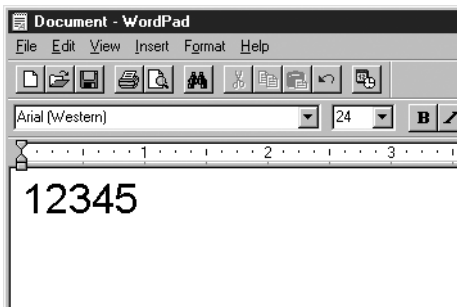 Document - WordPad
File Edit View Insert Format Help
Arial (Western) 24 B I
1 2 3
12345